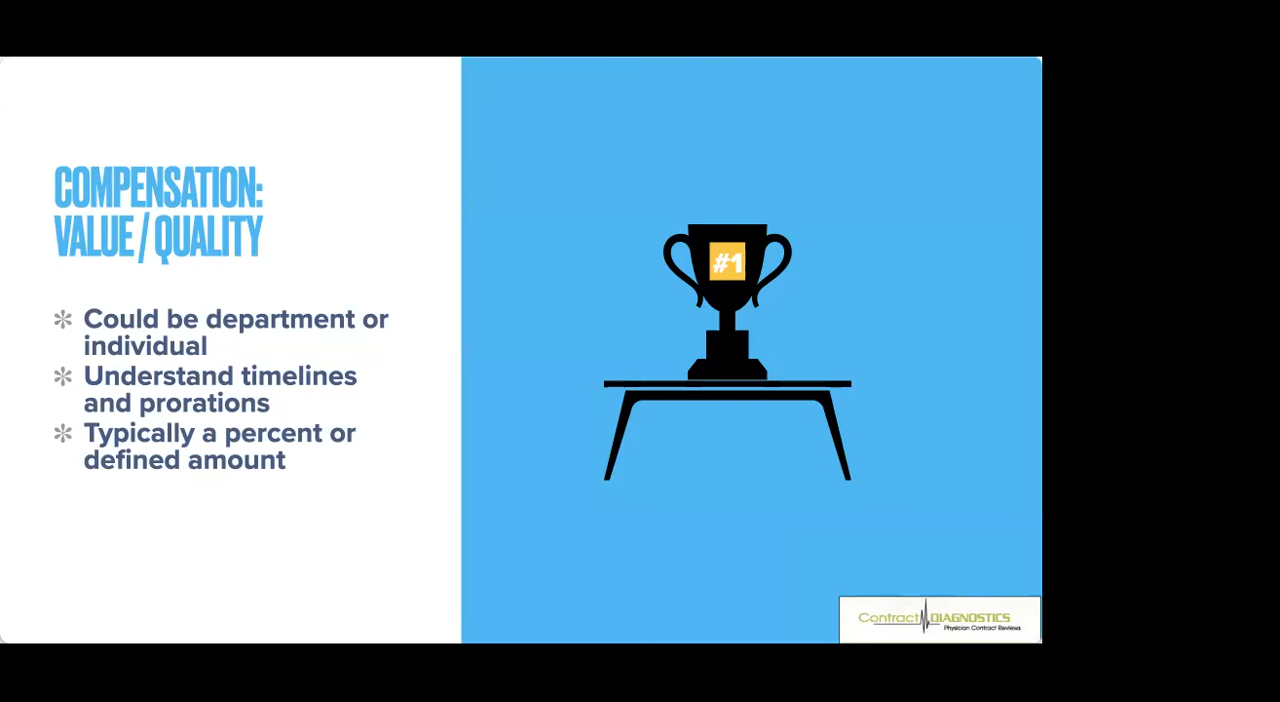 COMPENSATION:
VALUE / QUALITY
✻ Could be department or
individual
✻ Understand timelines
and prorations
✻ Typically a percent or
defined amount
#1
Contract DIAGNOSTICS
Physician Contract Reviews